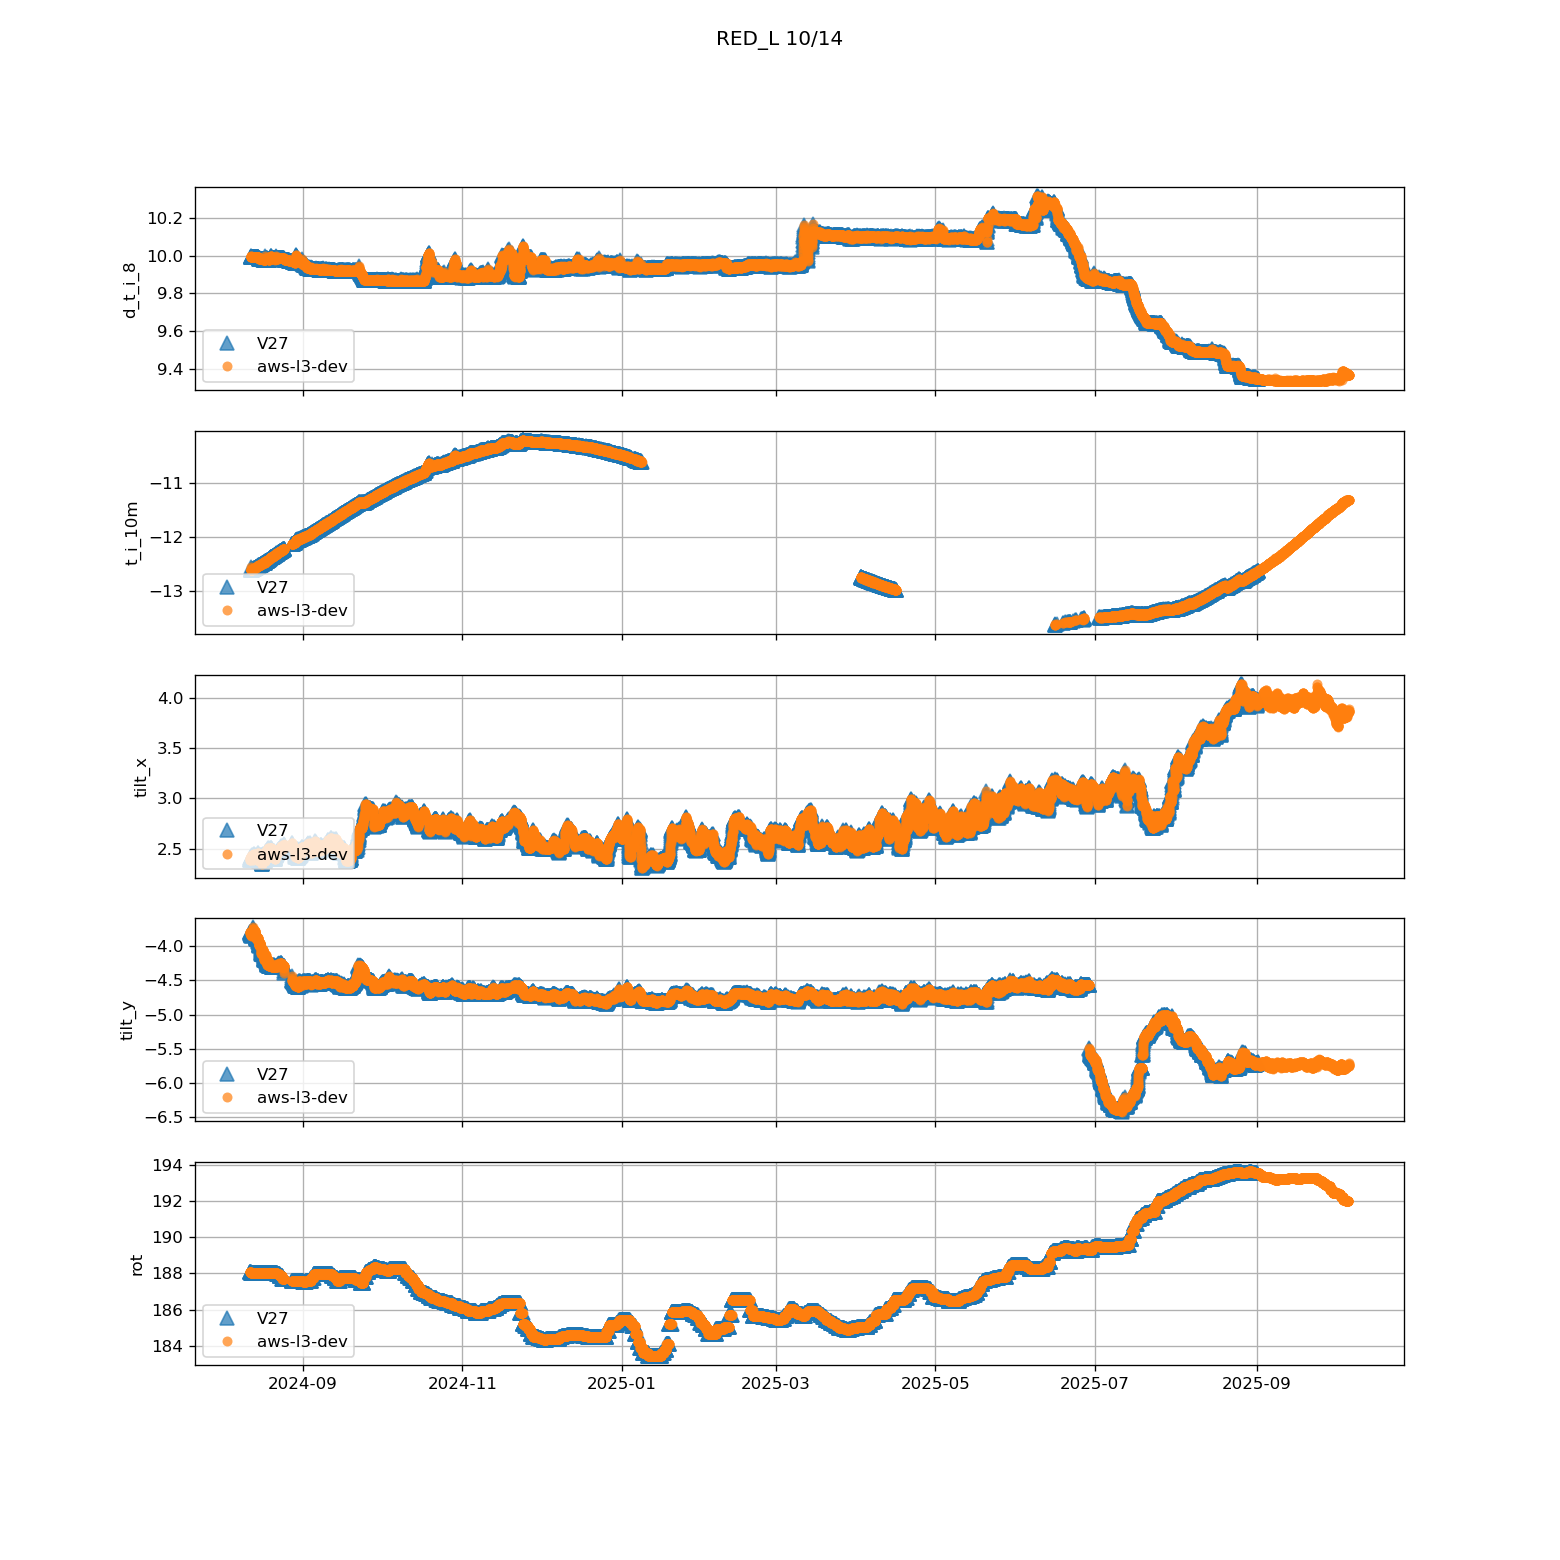 RED_L 10/14
d_t_i_8
10.2
10.0
9.8
9.6
9.4
V27
aws-l3-dev
t_i_10m
−11
−12
−13
V27
aws-l3-dev
tilt_x
4.0
3.5
3.0
2.5
V27
aws-l3-dev
tilt_y
−4.0
−4.5
−5.0
−5.5
−6.0
−6.5
V27
aws-l3-dev
rot
194
192
190
188
186
184
V27
aws-l3-dev
2024-09 2024-11 2025-01 2025-03 2025-05 2025-07 2025-09